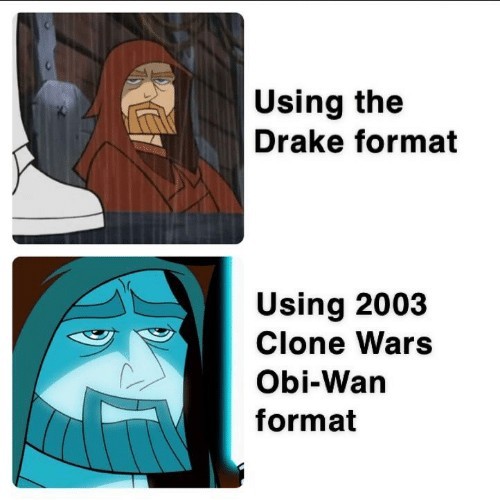 Using the
Drake format
Using 2003
Clone Wars
Obi-Wan
format